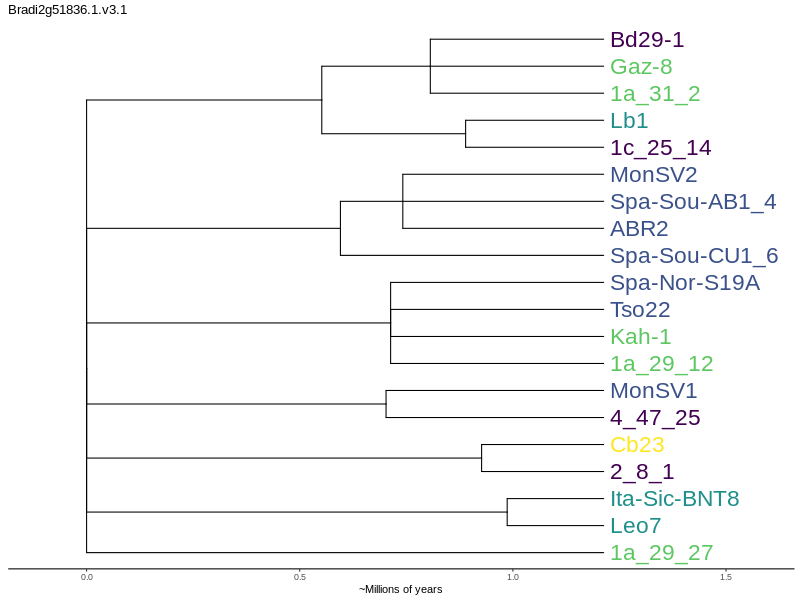 Bradi2g51836.1.v3.1
Bd29-1
Gaz-8
1a_31_2
Lb1
1c_25_14
MonSV2
Spa-Sou-AB1_4
ABR2
Spa-Sou-CU1_6
Spa-Nor-S19A
Tso22
Kah-1
1a_29_12
MonSV1
4_47_25
Cb23
2_8_1
Ita-Sic-BNT8
Leo7
1a_29_27
0.0 0.5 1.0 1.5
~Millions of years